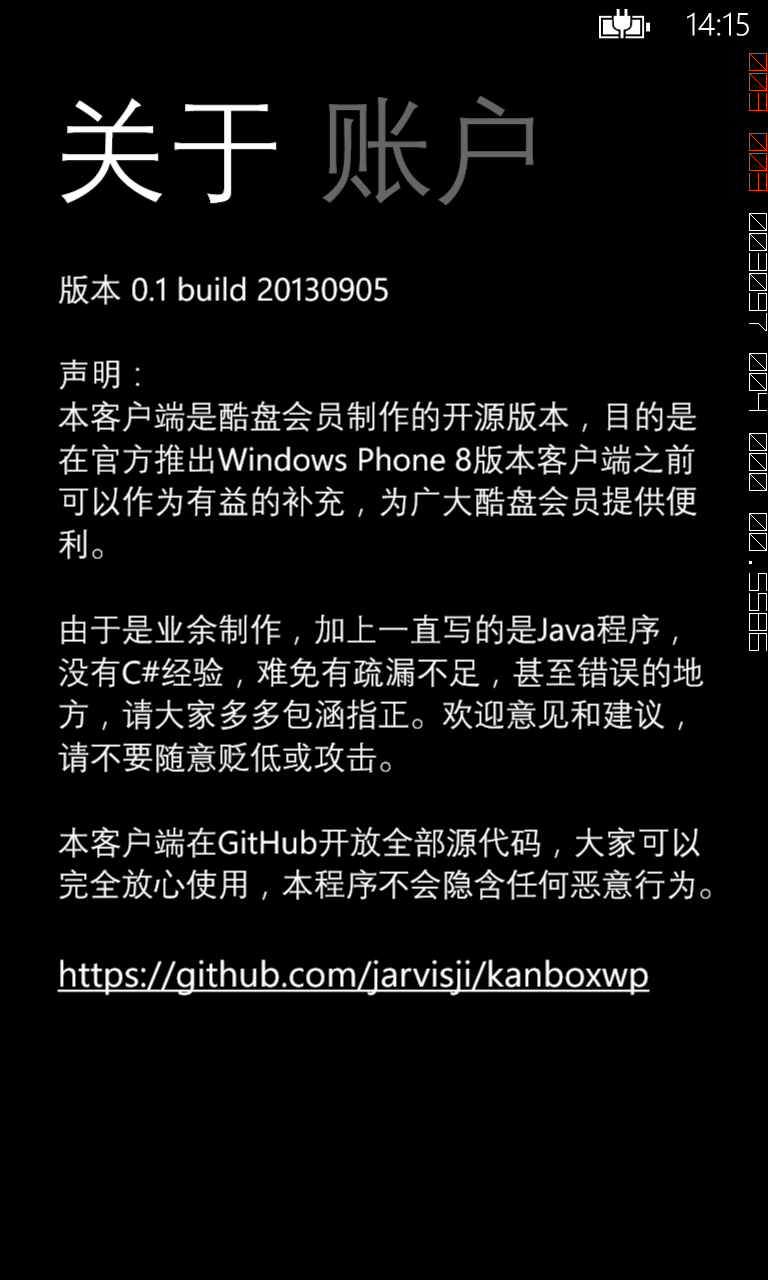 14:15
关于 账户
版本 0.1 build 20130905
声明：
本客户端是酷盘会员制作的开源版本，目的是
在官方推出Windows Phone 8版本客户端之前
可以作为有益的补充，为广大酷盘会员提供便
利。
由于是业余制作，加上一直写的是Java程序，
没有C#经验，难免有疏漏不足，甚至错误的地
方，请大家多多包涵指正。欢迎意见和建议，
请不要随意贬低或攻击。
本客户端在GitHub开放全部源代码，大家可以
完全放心使用，本程序不会隐含任何恶意行为。
https://github.com/jarvisji/kanboxwp